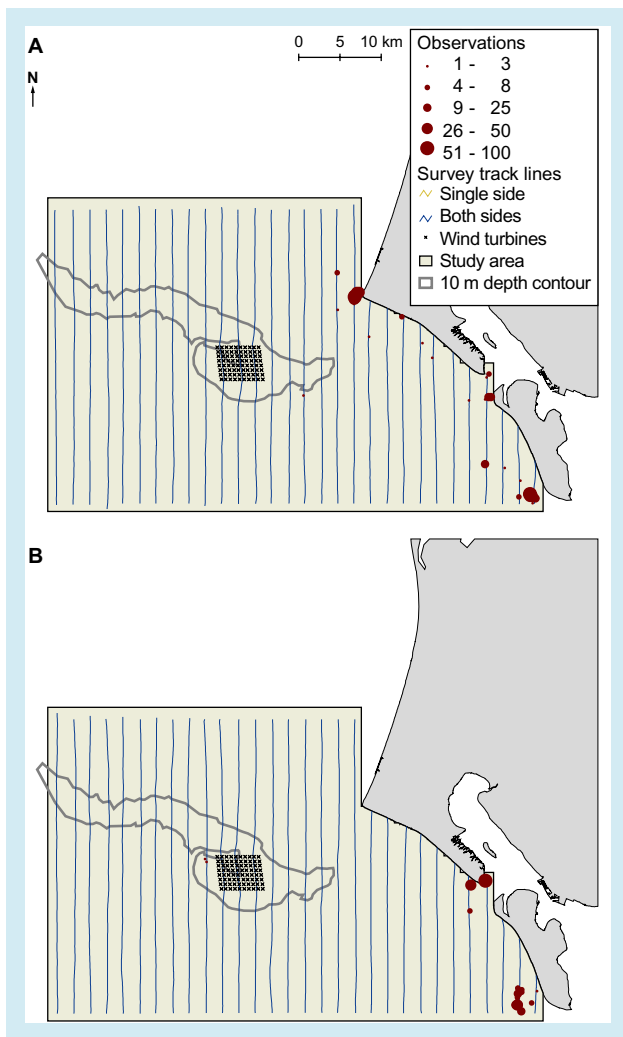 A
N
0 5 10 km
Observations
1 - 3
4 - 8
9 - 25
26 - 50
51 - 100
Survey track lines
Single side
Both sides
Wind turbines
Study area
10 m depth contour
B